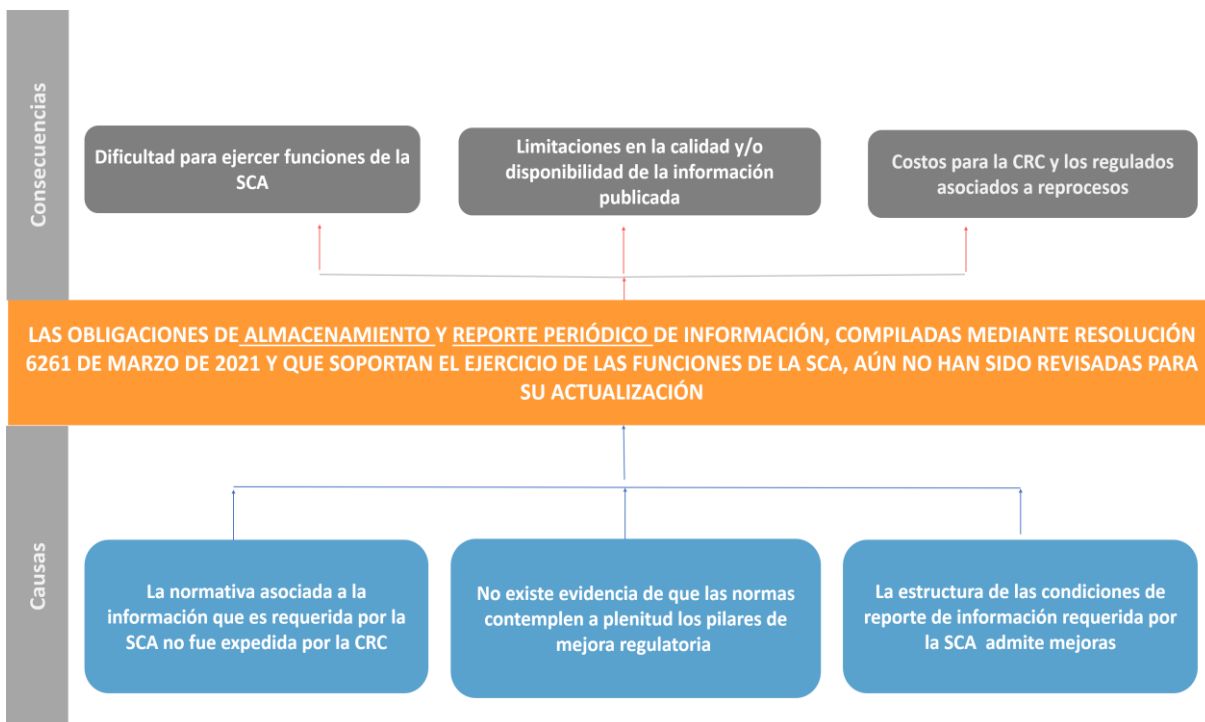 Consecuencias
Dificultad para ejercer funciones de la
SCA
Limitaciones en la calidad y/o
disponibilidad de la información
publicada
Costos para la CRC y los regulados
asociados a reprocesos
LAS OBLIGACIONES DE ALMACENAMIENTO Y REPORTE PERIÓDICO DE INFORMACIÓN, COMPILADAS MEDIANTE RESOLUCIÓN
6261 DE MARZO DE 2021 Y QUE SOPORTAN EL EJERCICIO DE LAS FUNCIONES DE LA SCA, AÚN NO HAN SIDO REVISADAS PARA
SU ACTUALIZACIÓN
Causas
La normativa asociada a la
información que es requerida por la
SCA no fue expedida por la CRC
No existe evidencia de que las normas
contemplen a plenitud los pilares de
mejora regulatoria
La estructura de las condiciones de
reporte de información requerida por
la SCA admite mejoras